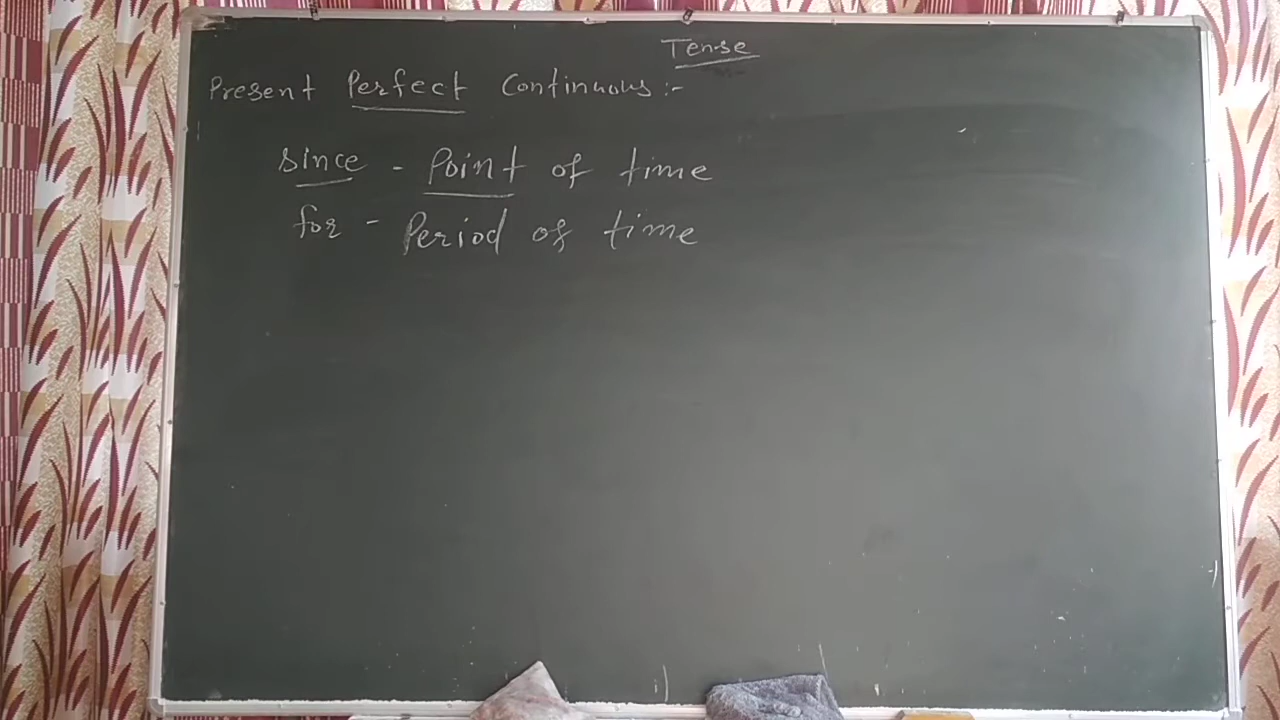 Tense
Present Perfect Continuous:-
since - Point of time
for - Period of time